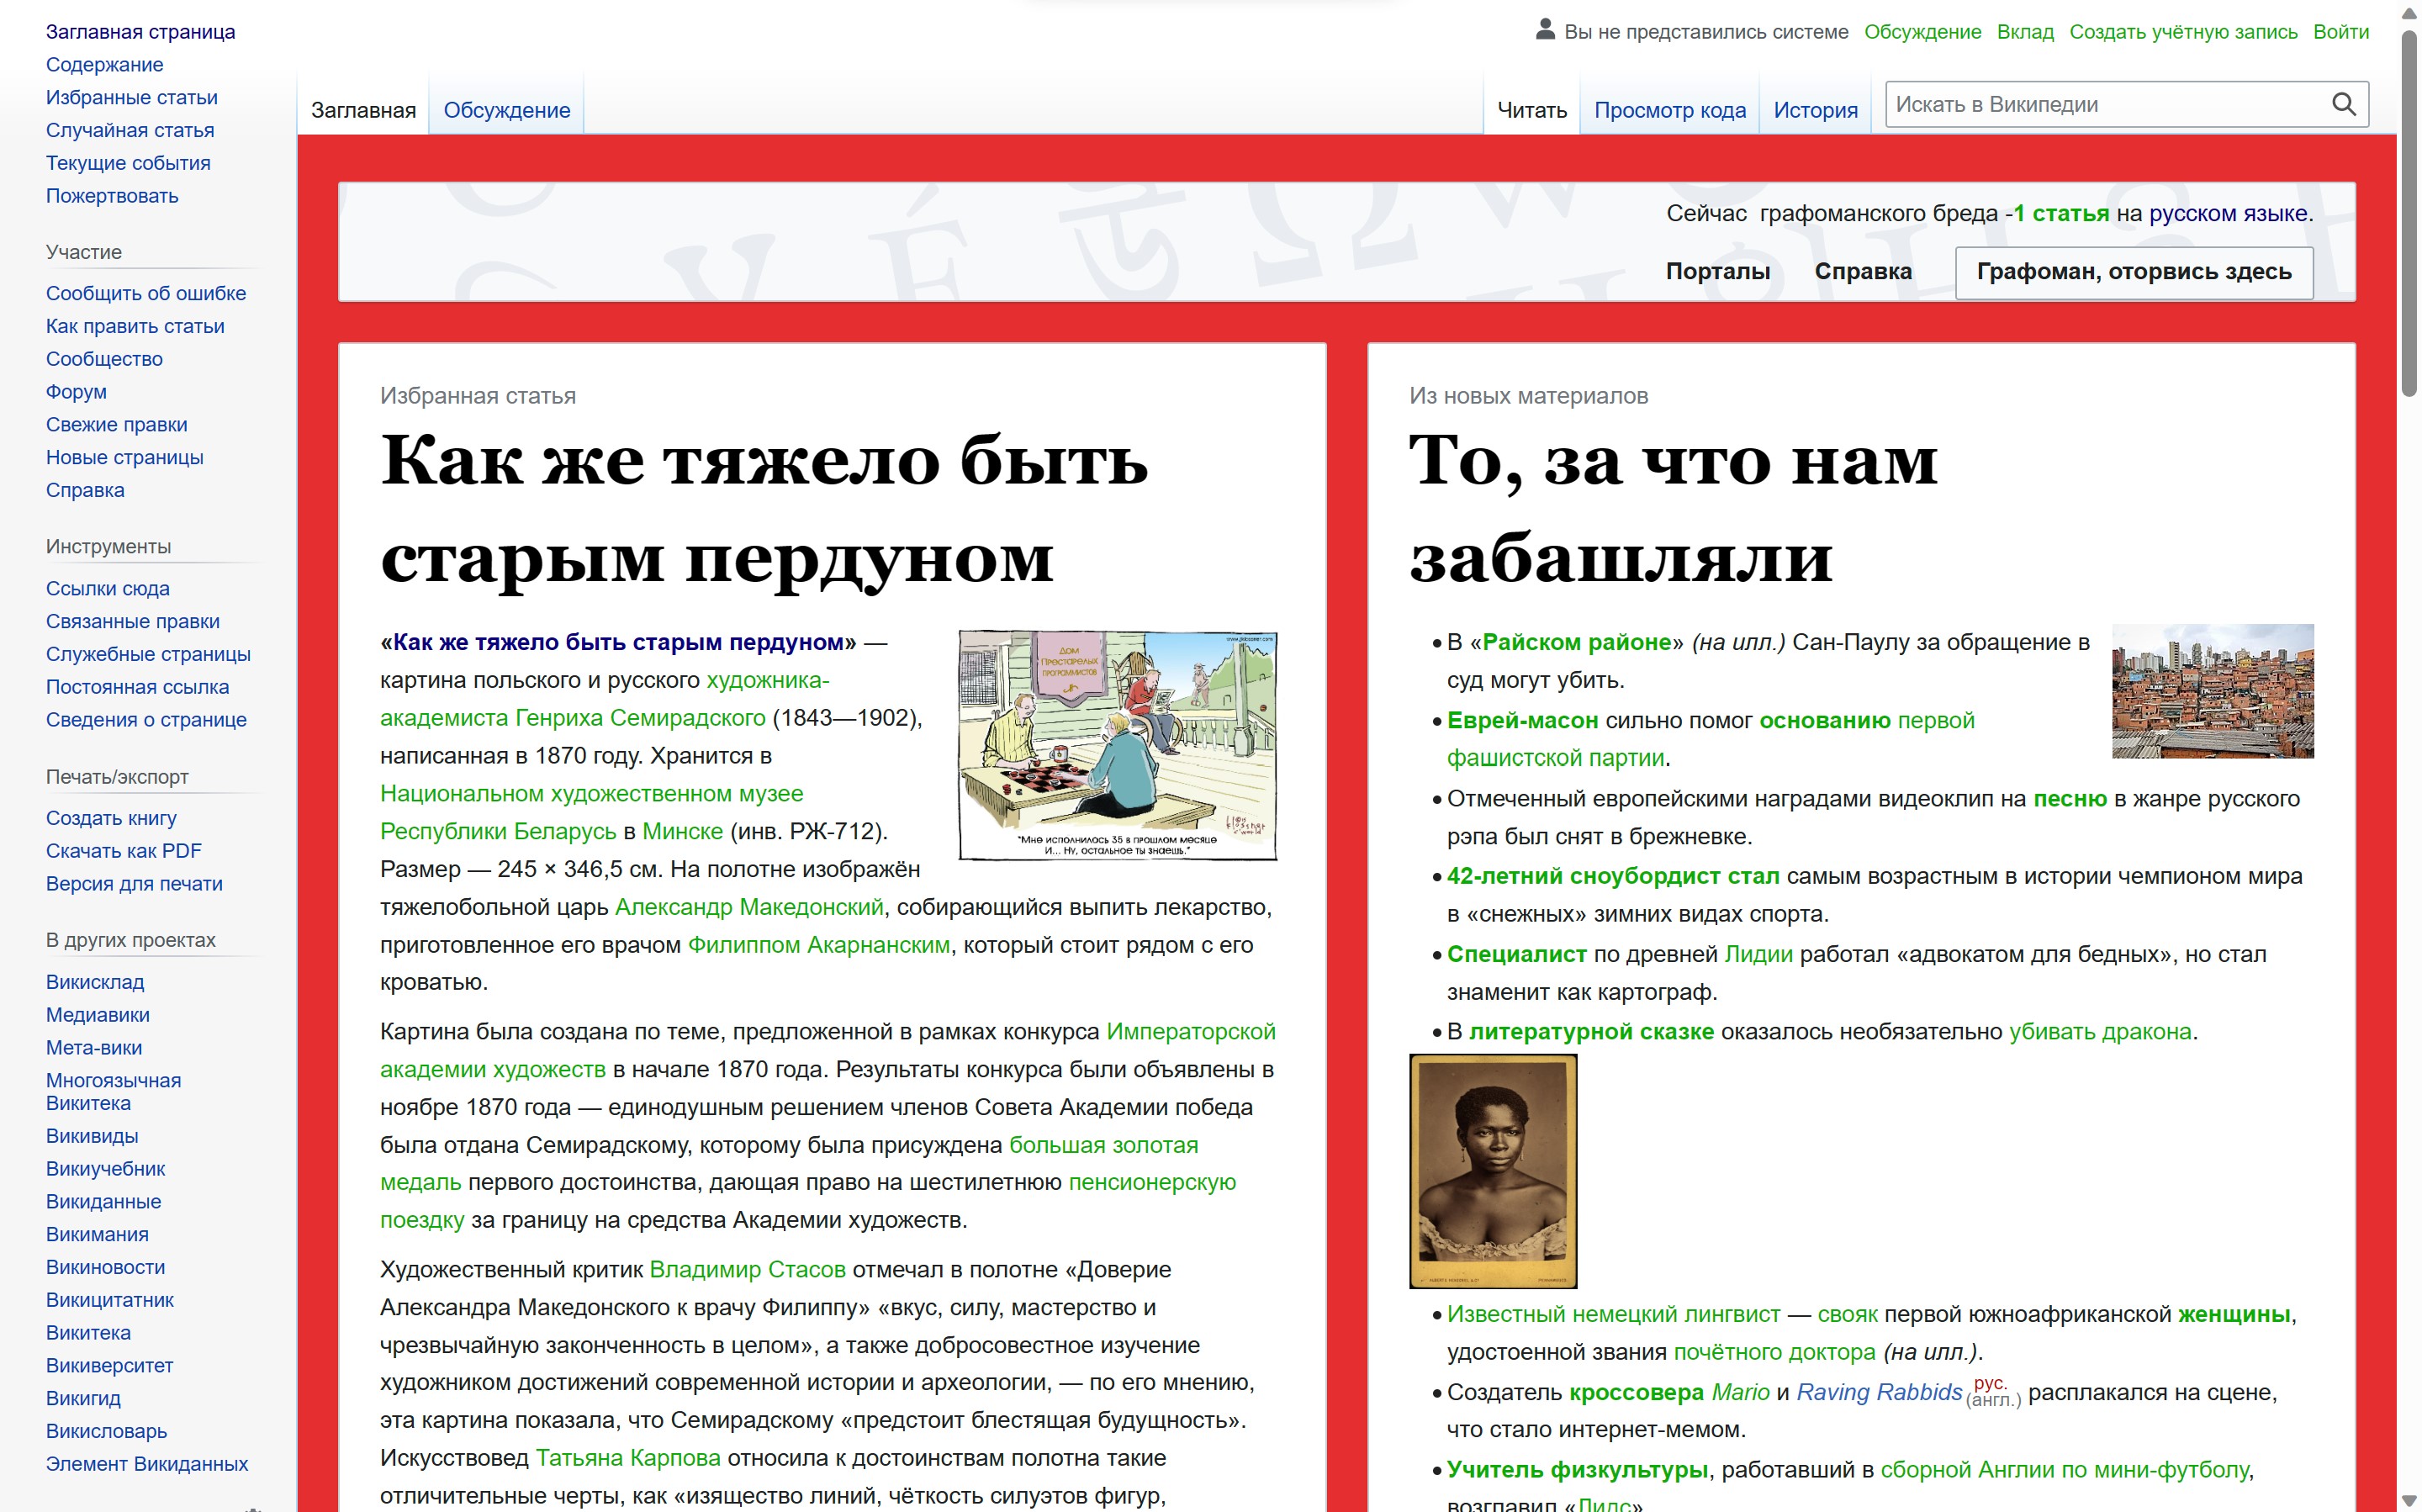 Заглавная страница
Содержание
Избранные статьи
Случайная статья
Текущие события
Пожертвовать
Участие
Сообщить об ошибке
Как править статьи
Сообщество
Форум
Свежие правки
Новые страницы
Справка
Инструменты
Ссылки сюда
Связанные правки
Служебные страницы
Постоянная ссылка
Сведения о странице
Печать/экспорт
Создать книгу
Скачать как PDF
Версия для печати
В других проектах
Викисклад
Медиавики
Мета-вики
Многоязычная
Викитека
Викивиды
Викиучебник
Викиданные
Викимания
Викиновости
Викицитатник
Викитека
Викиверситет
Викигид
Викисловарь
Элемент Викиданных
Вы не представились системе Обсуждение Вклад Создать учётную запись Войти
Заглавная Обсуждение Читать Просмотр кода История Искать в Википедии
Сейчас графоманского бреда -1 статья на русском языке.
Порталы Справка Графоман, оторвись здесь
Избранная статья
Как же тяжело быть
старым пердуном
«Как же тяжело быть старым пердуном» —
картина польского и русского художника-
академиста Генриха Семирадского (1843—1902),
написанная в 1870 году. Хранится в
Национальном художественном музее
Республики Беларусь в Минске (инв. РЖ-712).
Размер — 245 × 346,5 см. На полотне изображён
тяжелобольной царь Александр Македонский, собирающийся выпить лекарство,
приготовленное его врачом Филиппом Акарнанским, который стоит рядом с его
кроватью.
ДОМ
ПРЕСТАРЕЛЫХ
ПРОГРАММИСТОВ
"Мне исполнилось 35 в прошлом месяце
И... Ну, остальное ты знаешь."
Картина была создана по теме, предложенной в рамках конкурса Императорской
академии художеств в начале 1870 года. Результаты конкурса были объявлены в
ноябре 1870 года — единодушным решением членов Совета Академии победа
была отдана Семирадскому, которому была присуждена большая золотая
медаль первого достоинства, дающая право на шестилетнюю пенсионерскую
поездку за границу на средства Академии художеств.
Художественный критик Владимир Стасов отмечал в полотне «Доверие
Александра Македонского к врачу Филиппу» «вкус, силу, мастерство и
чрезвычайную законченность в целом», а также добросовестное изучение
художником достижений современной истории и археологии, — по его мнению,
эта картина показала, что Семирадскому «предстоит блестящая будущность».
Искусствовед Татьяна Карпова относила к достоинствам полотна такие
отличительные черты, как «изящество линий, чёткость силуэтов фигур,
Из новых материалов
То, за что нам
забашляли
В «Райском районе» (на илл.) Сан-Паулу за обращение в
суд могут убить.
Еврей-масон сильно помог основанию первой
фашистской партии.
Отмеченный европейскими наградами видеоклип на песню в жанре русского
рэпа был снят в брежневке.
42-летний сноубордист стал самым возрастным в истории чемпионом мира
в «снежных» зимних видах спорта.
Специалист по древней Лидии работал «адвокатом для бедных», но стал
знаменит как картограф.
В литературной сказке оказалось необязательно убивать дракона.
Известный немецкий лингвист — свояк первой южноафриканской женщины,
удостоенной звания почётного доктора (на илл.).
Создатель кроссовера Mario и Raving Rabbids рус. (англ.) расплакался на сцене,
что стало интернет-мемом.
Учитель физкультуры, работавший в сборной Англии по мини-футболу,
возглавил «Лидс».